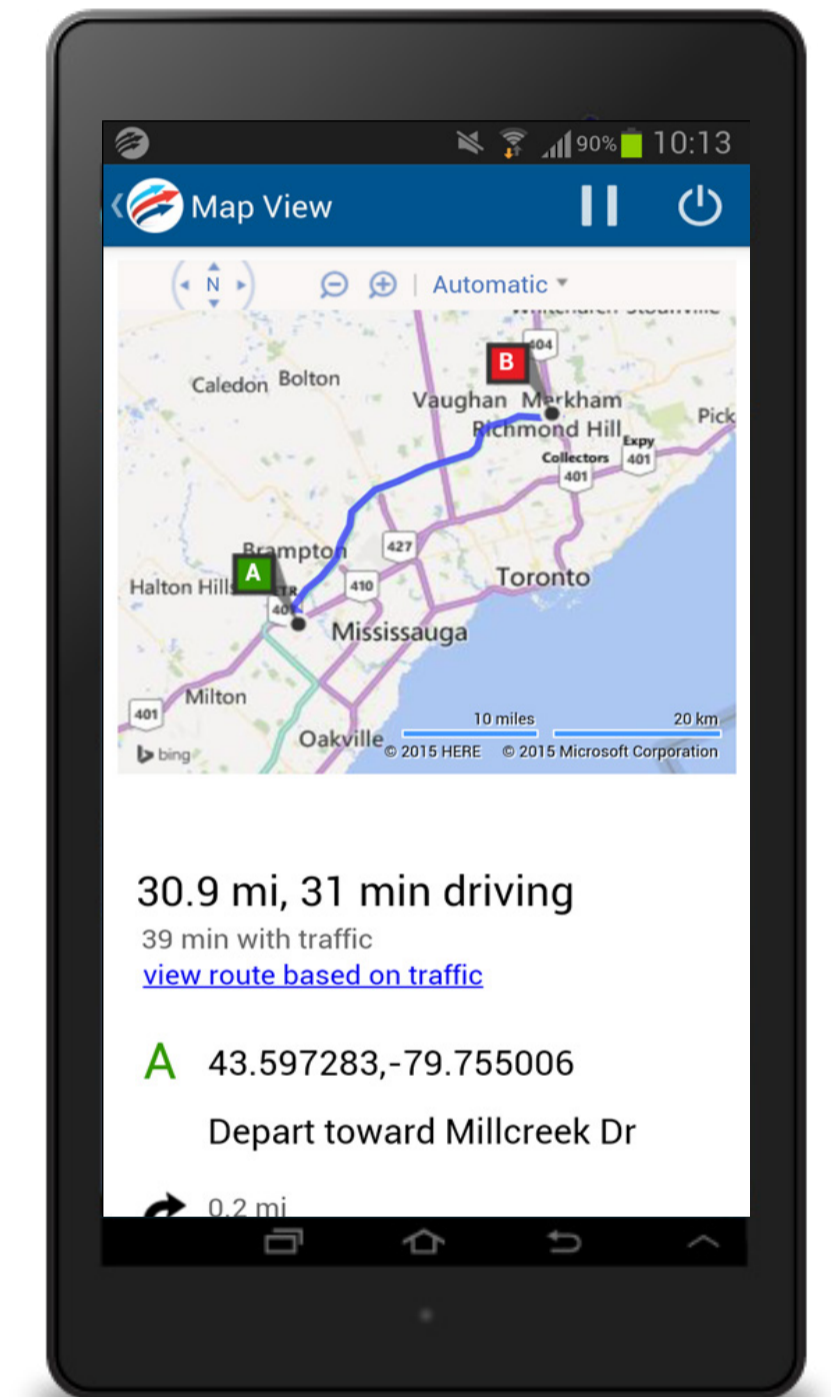 90% 10:13
Map View
N Automatic
404
B
Caledon Bolton
Vaughan Markham
Richmond Hill
Pick
Collectors Expy
401 401
Brampton 427
A
Halton Hills 410 Toronto
401
Mississauga
Milton
401
Oakville
10 miles 20 km
bing © 2015 HERE © 2015 Microsoft Corporation
30.9 mi, 31 min driving
39 min with traffic
view route based on traffic
A 43.597283,-79.755006
Depart toward Millcreek Dr
0.2 mi